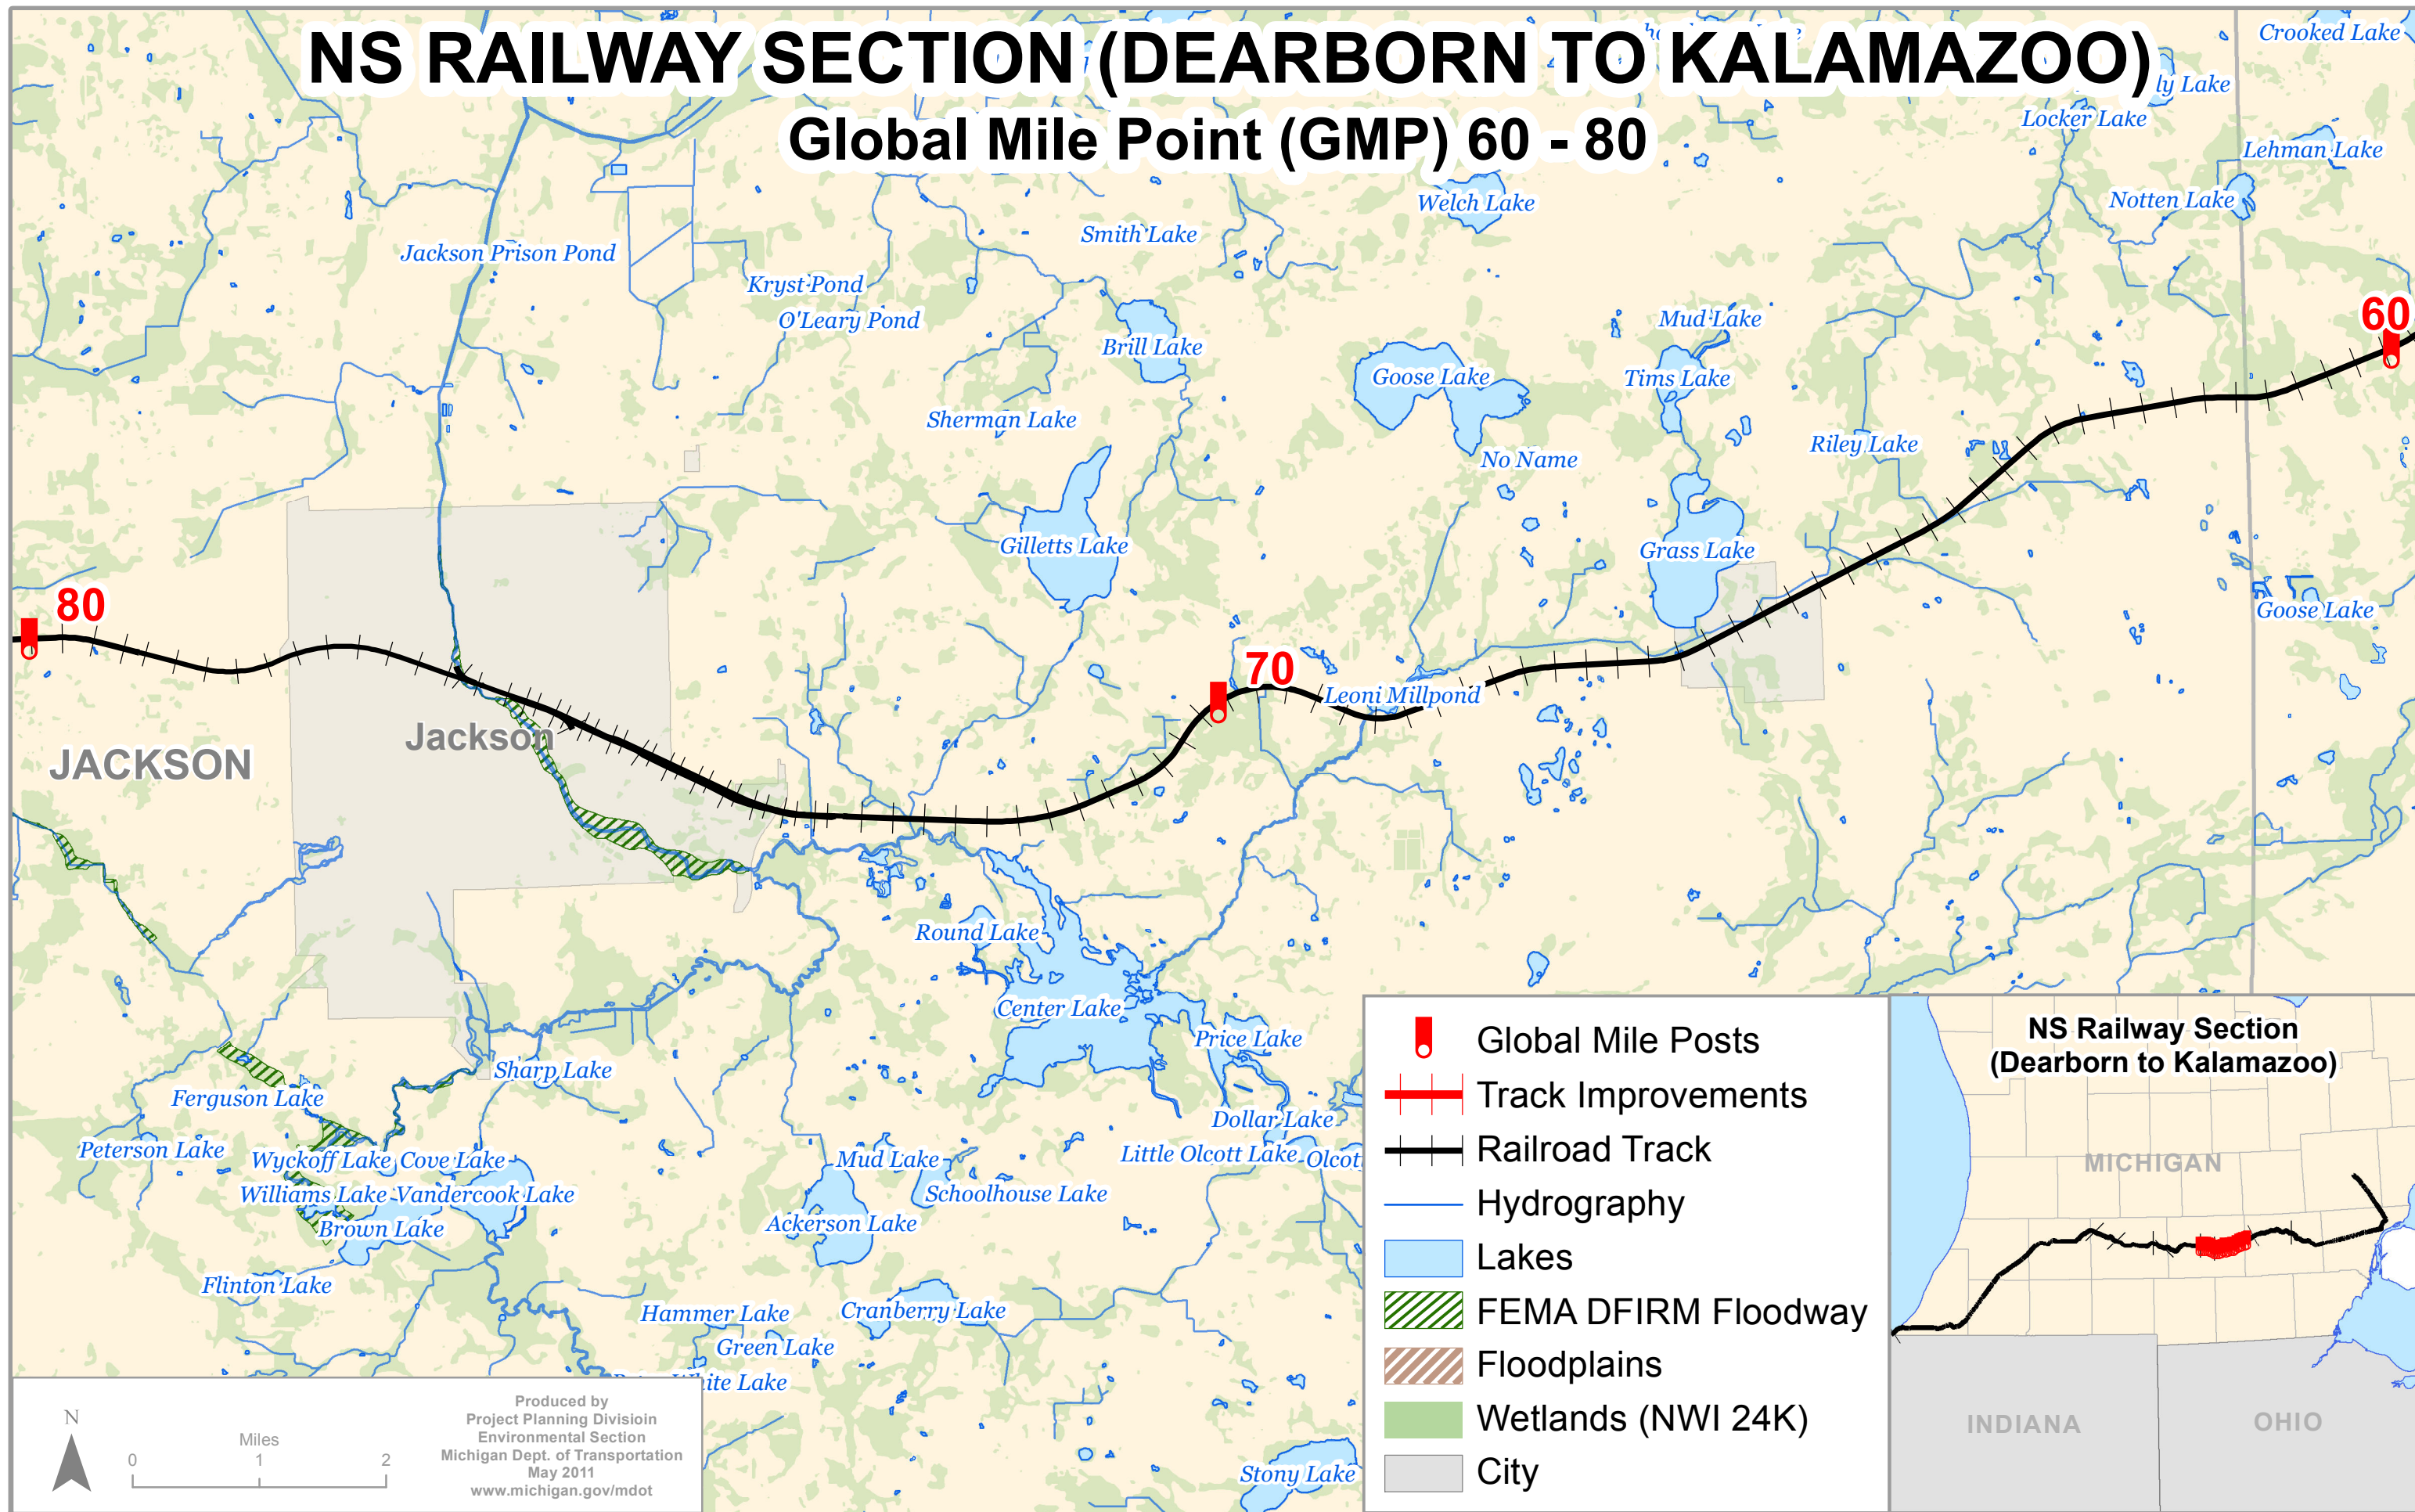 NS RAILWAY SECTION (DEARBORN TO KALAMAZOO)
Global Mile Point (GMP) 60 - 80
Crooked Lake
ly Lake
Locker Lake
Lehman Lake
Notten Lake
Welch Lake
Smith Lake
Jackson Prison Pond
Kryst Pond
O'Leary Pond
60
Mud Lake
Brill Lake
Goose Lake
Tims Lake
Sherman Lake
Riley Lake
No Name
Gilletts Lake
Grass Lake
80
Goose Lake
70
Leoni Millpond
Jackson
JACKSON
Round Lake
Center Lake
Price Lake
Sharp Lake
Ferguson Lake
Dollar Lake
Peterson Lake
Wyckoff Lake
Cove Lake
Mud Lake
Little Olcott Lake
Olcot
Williams Lake
Vandercook Lake
Schoolhouse Lake
Brown Lake
Ackerson Lake
Flinton Lake
Hammer Lake
Cranberry Lake
Green Lake
White Lake
Stony Lake
N
Miles
0 1 2
Produced by
Project Planning Divisioin
Environmental Section
Michigan Dept. of Transportation
May 2011
www.michigan.gov/mdot
Global Mile Posts
Track Improvements
Railroad Track
Hydrography
Lakes
FEMA DFIRM Floodway
Floodplains
Wetlands (NWI 24K)
City
NS Railway Section
(Dearborn to Kalamazoo)
MICHIGAN
INDIANA
OHIO